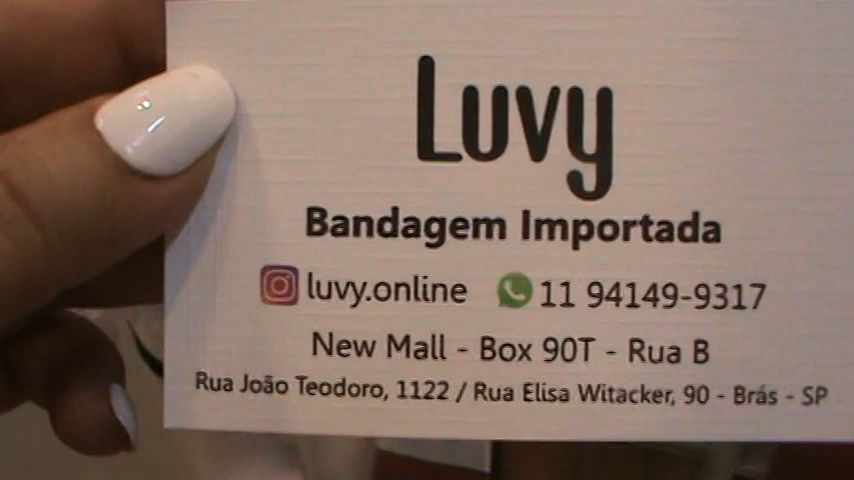 Luvy
Bandagem Importada
luvy.online 11 94149-9317
New Mall - Box 90T - Rua B
Rua João Teodoro, 1122 / Rua Elisa Witacker, 90 - Brás - SP